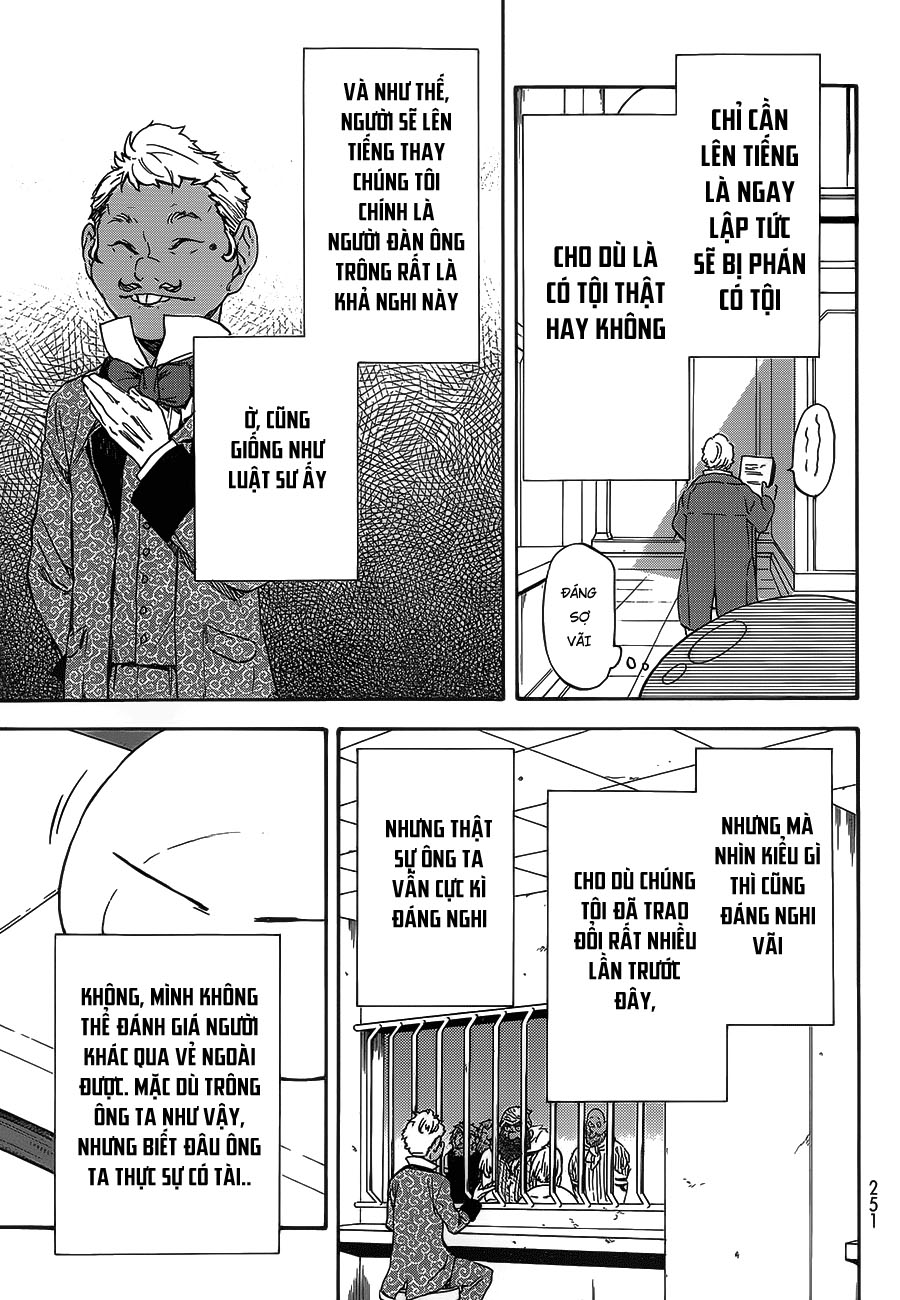 CHỈ CẦN
LÊN TIẾNG
LÀ NGAY
LẬP TỨC
SẼ BỊ PHÁN
CÓ TỘI
CHO DÙ LÀ
CÓ TỘI THẬT
HAY KHÔNG
ĐÁNG
SỢ
VÃI
VÀ NHƯ THẾ,
NGƯỜI SẼ LÊN
TIẾNG THAY
CHÚNG TÔI
CHÍNH LÀ
NGƯỜI ĐÀN ÔNG
TRÔNG RẤT LÀ
KHẢ NGHI NÀY
Ờ, CŨNG
GIỐNG NHƯ
LUẬT SƯ ẤY
NHƯNG MÀ
NHÌN KIỂU GÌ
THÌ CŨNG
ĐÁNG NGHI
VÃI
CHO DÙ CHÚNG
TỘI ĐÃ TRAO
ĐỔI RẤT NHIỀU
LẦN TRƯỚC
ĐÂY,
NHƯNG THẬT
SỰ ÔNG TA
VẪN CỰC KÌ
ĐÁNG NGHI
KHÔNG, MÌNH KHÔNG
THỂ ĐÁNH GIÁ NGƯỜI
KHÁC QUA VẺ NGOÀI
ĐƯỢC. MẶC DÙ TRÔNG
ÔNG TA NHƯ VẬY,
NHƯNG BIẾT ĐÂU ÔNG
TA THỰC SỰ CÓ TÀI..
251